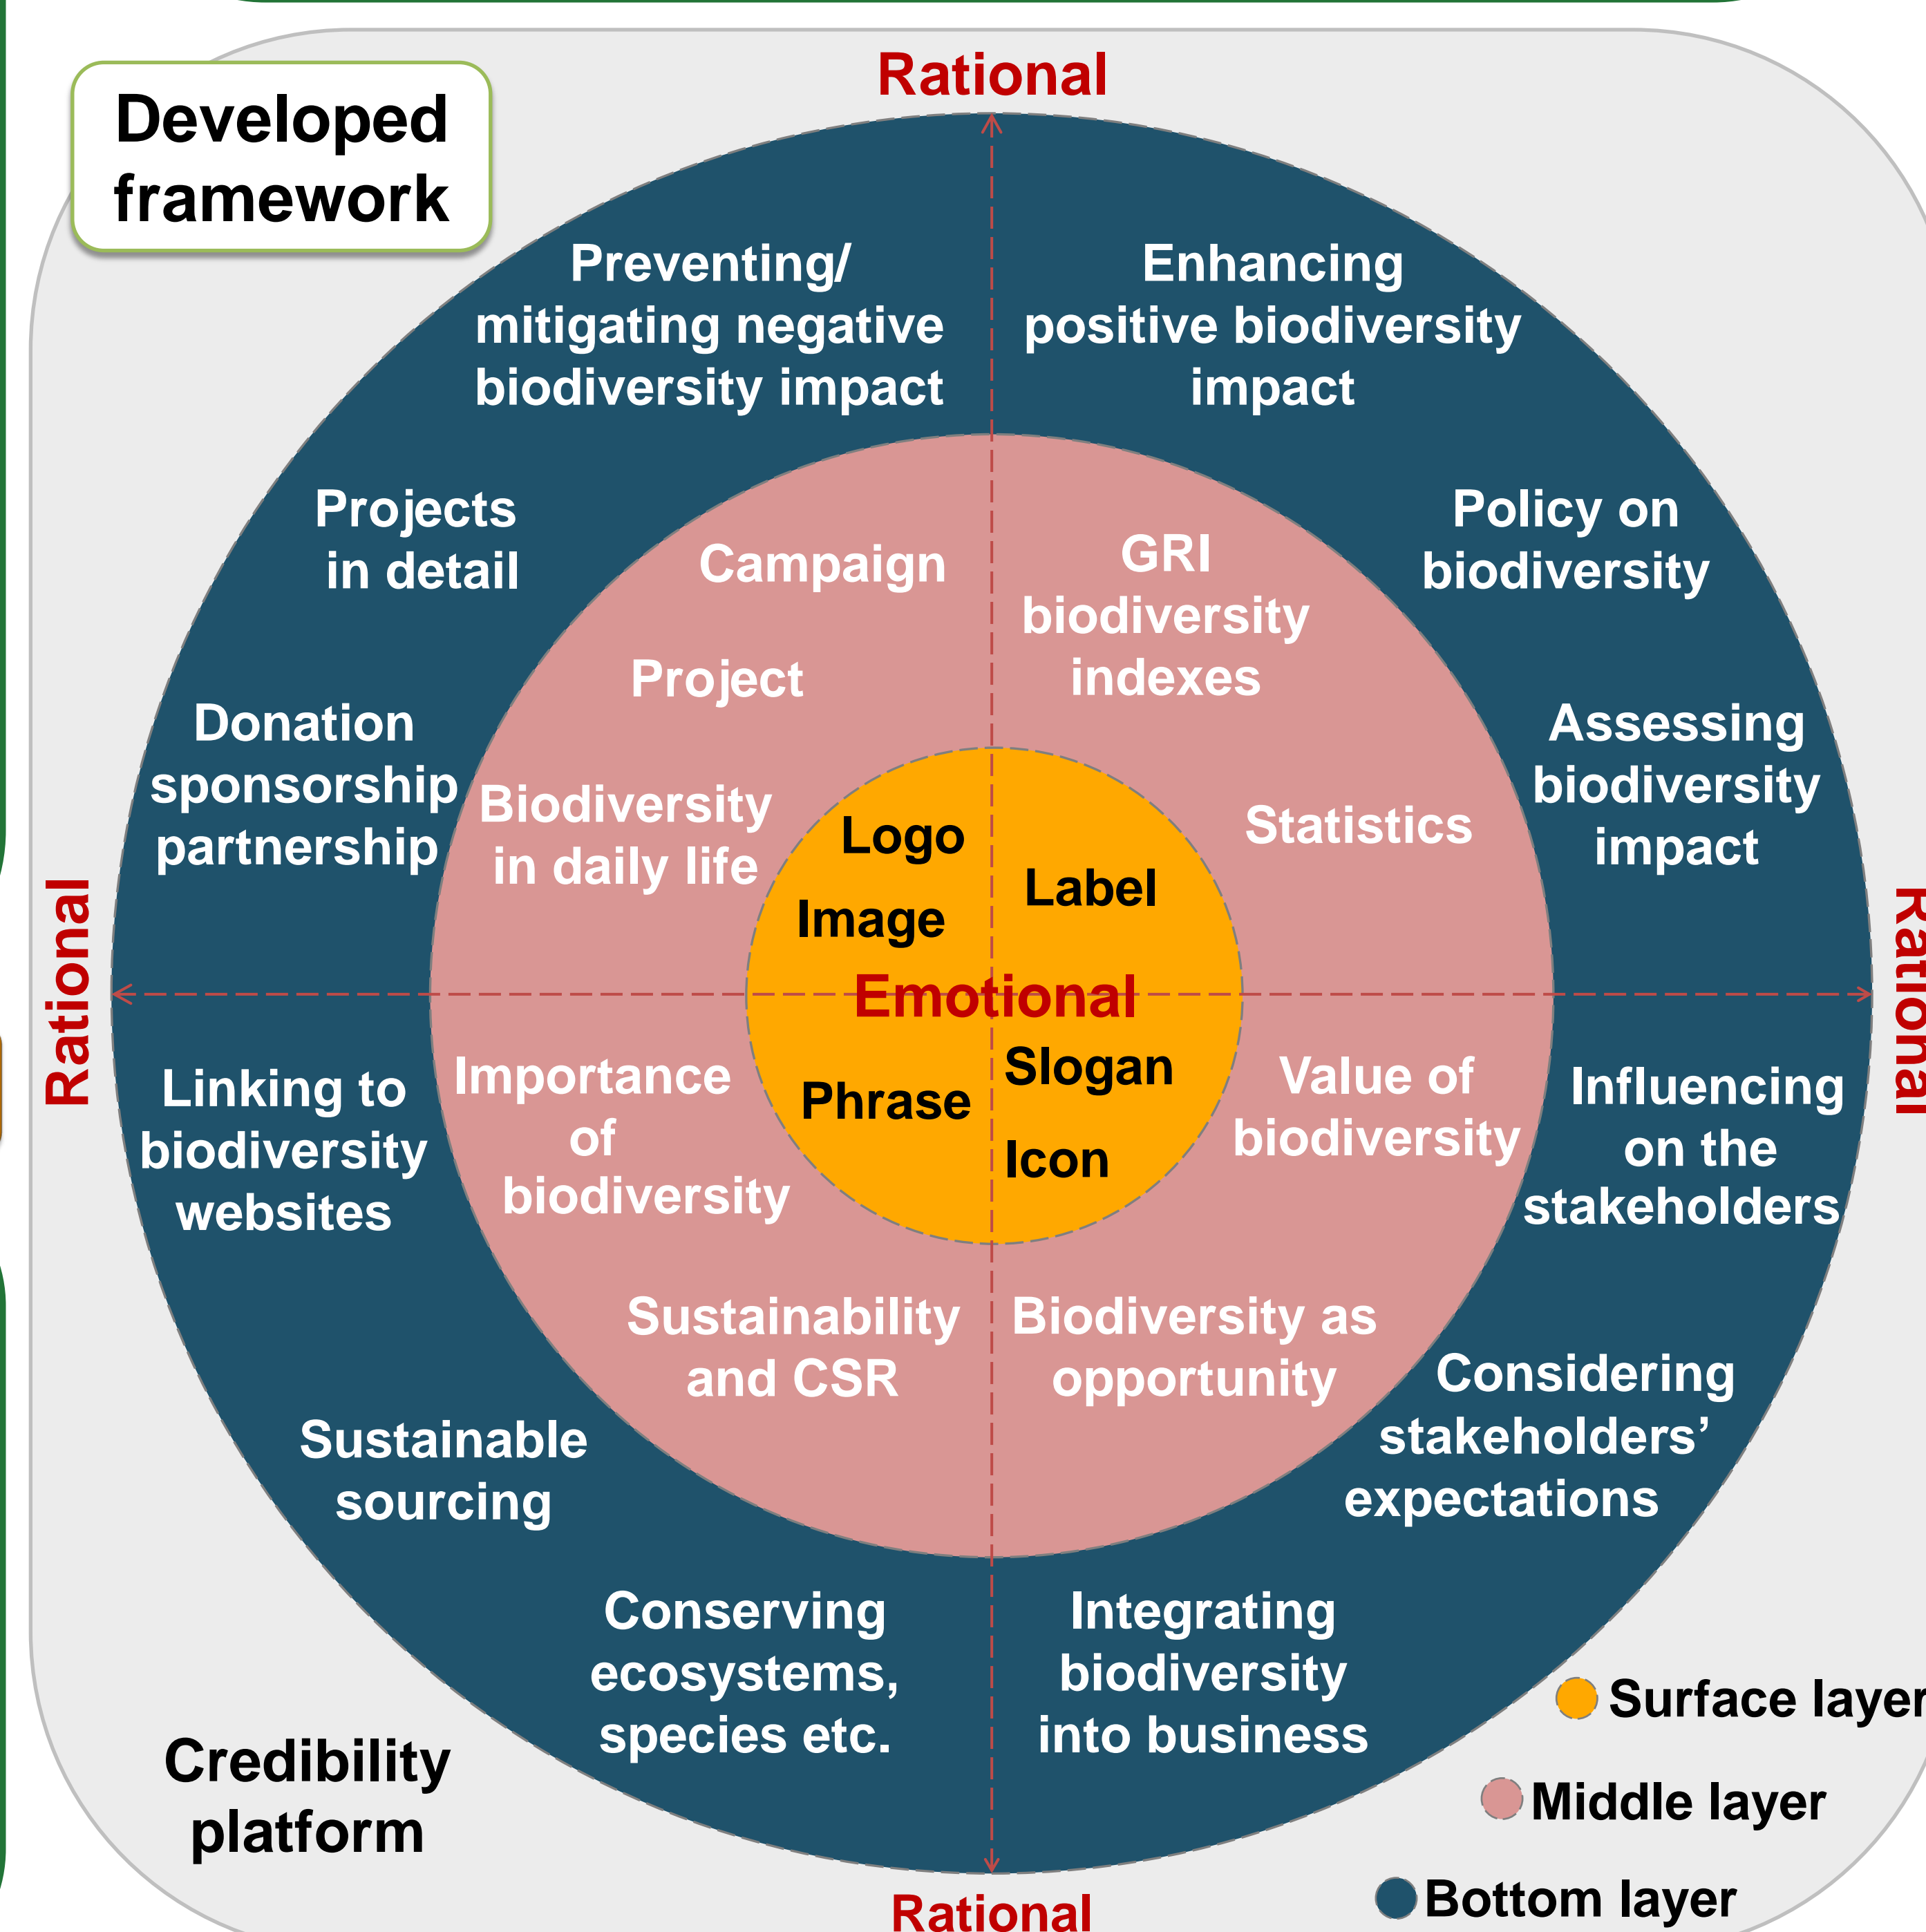 Rational
Developed
framework
Preventing/
mitigating negative
biodiversity impact
Enhancing
positive biodiversity
impact
Projects
in detail
Campaign
GRI
biodiversity
indexes
Policy on
biodiversity
Project
Donation
sponsorship
partnership
Biodiversity
in daily life
Logo
Image
Label
Statistics
Assessing
biodiversity
impact
Rational
Emotional
Rational
Linking to
biodiversity
websites
Importance
of
biodiversity
Phrase
Slogan
Icon
Value of
biodiversity
Influencing
on the
stakeholders
Sustainability
and CSR
Biodiversity as
opportunity
Considering
stakeholders’
expectations
Sustainable
sourcing
Conserving
ecosystems,
species etc.
Integrating
biodiversity
into business
Credibility
platform
Surface layer
Middle layer
Bottom layer
Rational